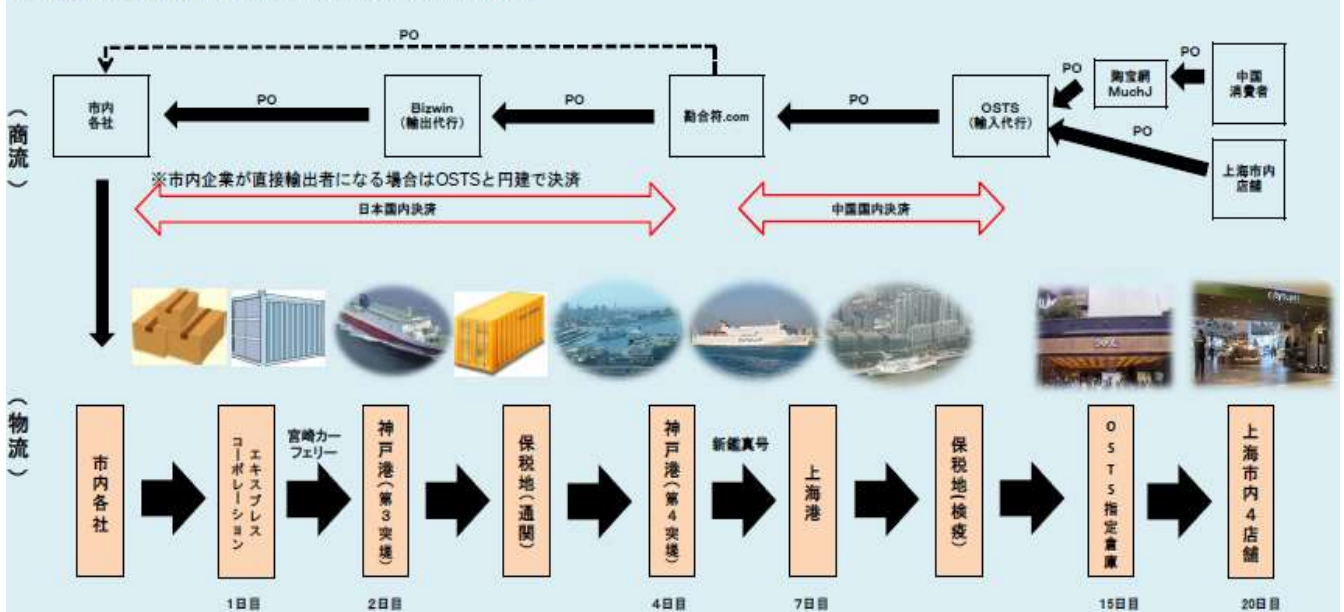 PO
PO
市内
各社
PO
Bizwin
(輸出代行)
PO
勘合符.com
PO
OSTS
(輸入代行)
PO
陶宝網
MuchJ
中国
消費者
PO
上海市内
店舗
(商流)
※市内企業が直接輸出者になる場合はOSTSと円建で決済
日本国内決済
中国国内決済
(物流)
市内各社
エキスプレス
コーポレーション
宮崎カー
フェリー
神戸港(第3突堤)
保税地(通関)
神戸港(第4突堤)
新鑑真号
上海港
保税地(検疫)
OSTS指定倉庫
上海市内4店舗
1日目
2日目
4日目
7日目
15日目
20日目